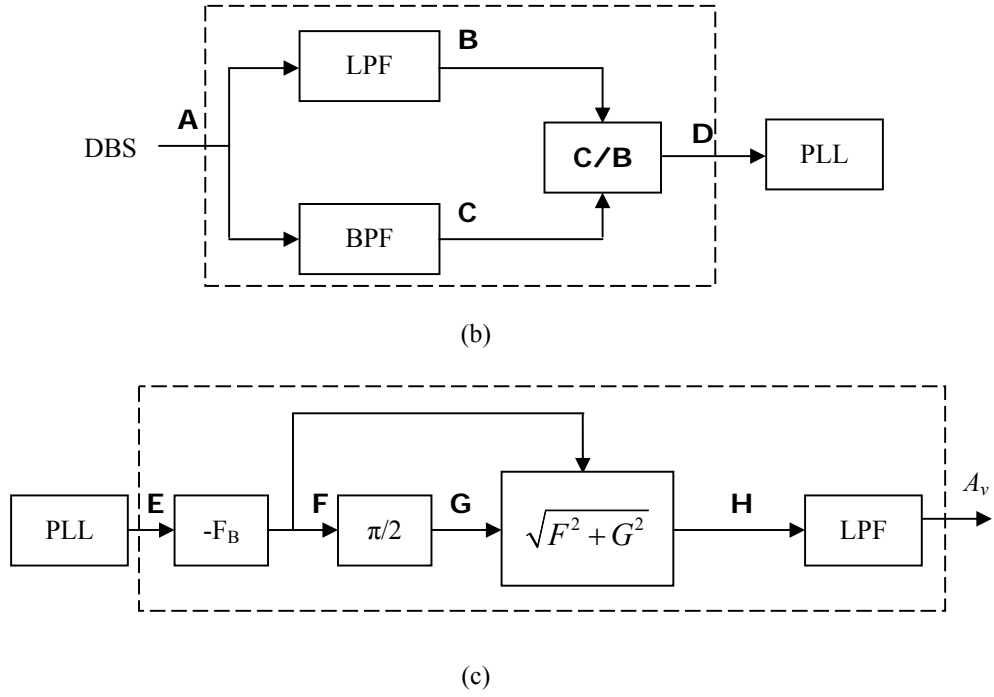 B
LPF
A
DBS
C/B
D
PLL
C
BPF
(b)
A_v
E
F
G
H
PLL
-F_B
π/2
√F² + G²
LPF
(c)